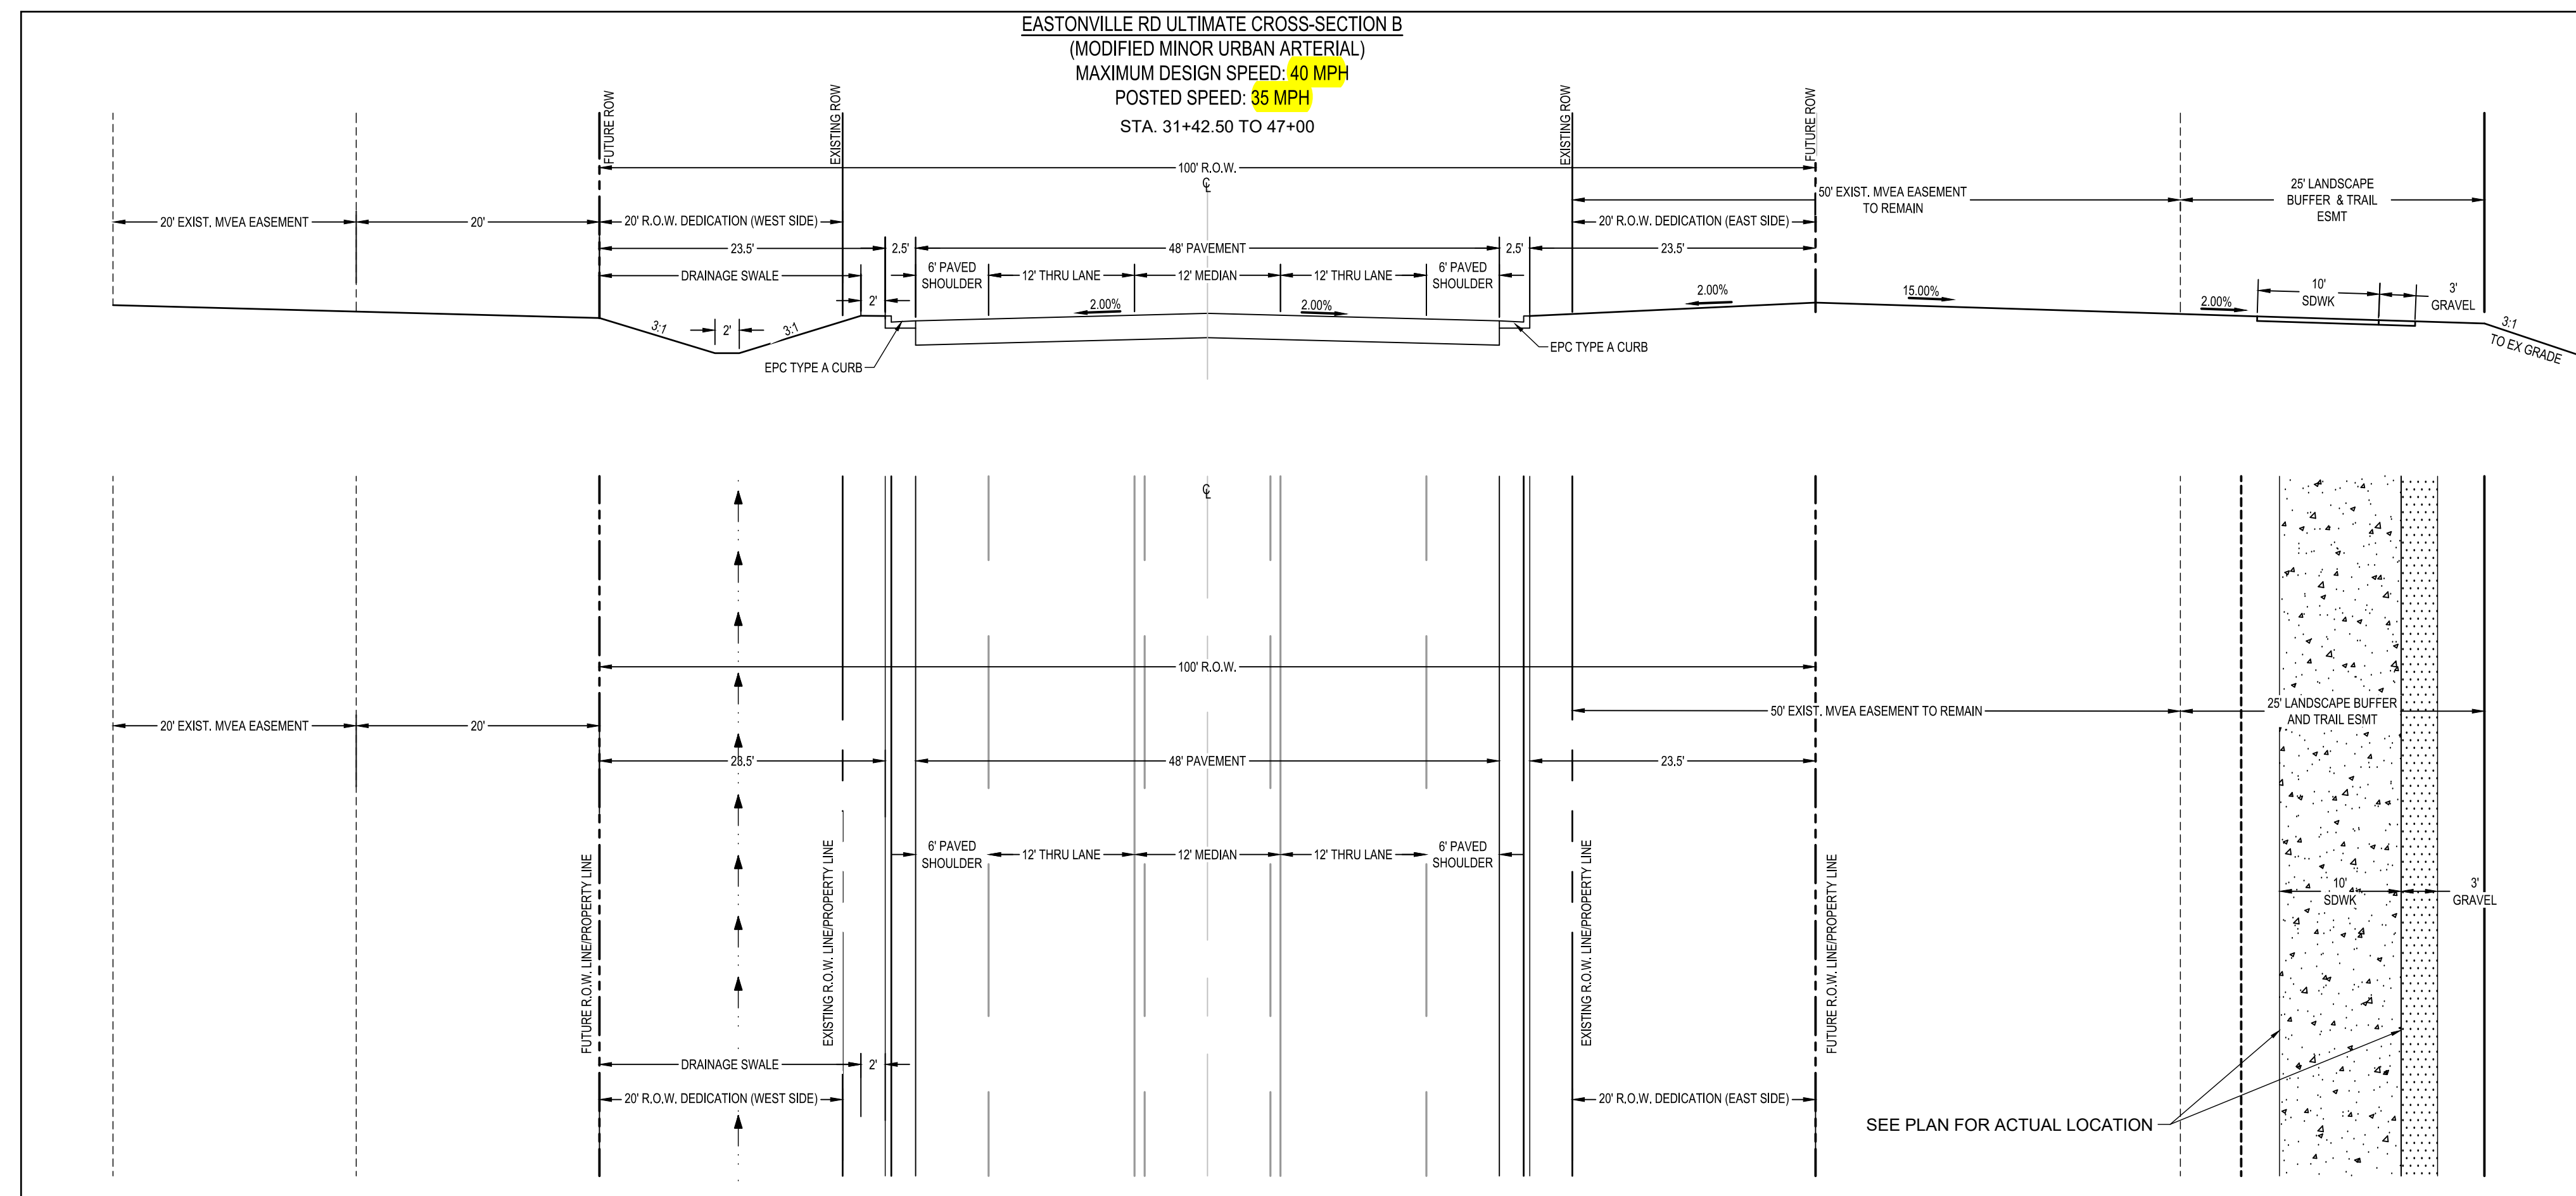 EASTONVILLE RD ULTIMATE CROSS-SECTION B
(MODIFIED MINOR URBAN ARTERIAL)
MAXIMUM DESIGN SPEED: 40 MPH
POSTED SPEED: 35 MPH
STA. 31+42.50 TO 47+00
FUTURE ROW
EXISTING ROW
EXISTING ROW
FUTURE ROW
100' R.O.W.
℄
50' EXIST. MVEA EASEMENT
TO REMAIN
25' LANDSCAPE
BUFFER & TRAIL
ESMT
20' EXIST. MVEA EASEMENT
20'
20' R.O.W. DEDICATION (WEST SIDE)
20' R.O.W. DEDICATION (EAST SIDE)
23.5'
2.5'
48' PAVEMENT
2.5'
23.5'
DRAINAGE SWALE
6' PAVED
SHOULDER
12' THRU LANE
12' MEDIAN
12' THRU LANE
6' PAVED
SHOULDER
2'
2.00%
2.00%
2.00%
15.00%
2.00%
10'
SDWK
3'
GRAVEL
3:1
2'
3:1
3:1
TO EX GRADE
EPC TYPE A CURB
EPC TYPE A CURB
℄
100' R.O.W.
20' EXIST. MVEA EASEMENT
20'
50' EXIST. MVEA EASEMENT TO REMAIN
25' LANDSCAPE BUFFER
AND TRAIL ESMT
23.5'
48' PAVEMENT
23.5'
6' PAVED
SHOULDER
12' THRU LANE
12' MEDIAN
12' THRU LANE
6' PAVED
SHOULDER
10'
SDWK
3'
GRAVEL
FUTURE R.O.W. LINE/PROPERTY LINE
EXISTING R.O.W. LINE/PROPERTY LINE
EXISTING R.O.W. LINE/PROPERTY LINE
FUTURE R.O.W. LINE/PROPERTY LINE
DRAINAGE SWALE
2'
20' R.O.W. DEDICATION (WEST SIDE)
20' R.O.W. DEDICATION (EAST SIDE)
SEE PLAN FOR ACTUAL LOCATION